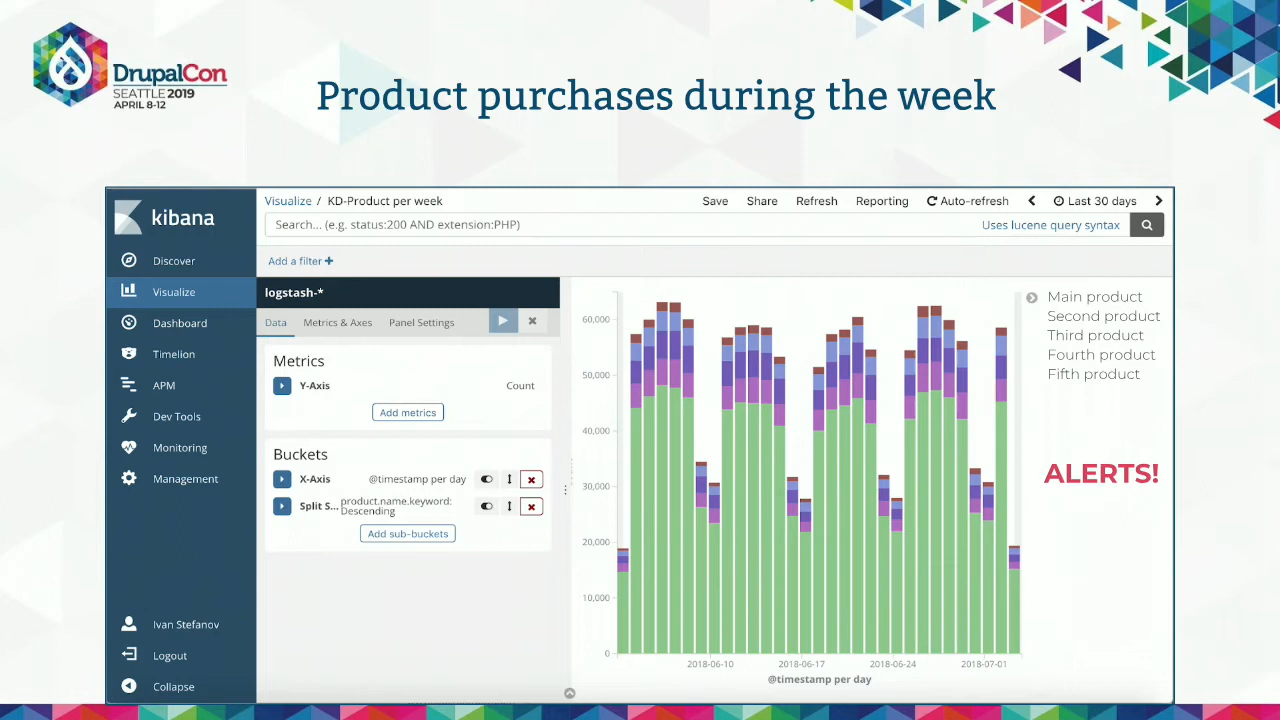 DrupalCon
SEATTLE 2019
APRIL 8-12
Product purchases during the week
kibana
Discover
Visualize
Dashboard
Timelion
APM
Dev Tools
Monitoring
Management
Ivan Stefanov
Logout
Collapse
Visualize / KD-Product per week
Save Share Refresh Reporting Auto-refresh Last 30 days
Search... (e.g. status:200 AND extension:PHP)
Uses lucene query syntax
Add a filter +
logstash-*
Data Metrics & Axes Panel Settings
Metrics
Y-Axis Count
Add metrics
Buckets
X-Axis @timestamp per day
Split S... product.name.keyword:
Descending
Add sub-buckets
60,000
50,000
40,000
30,000
20,000
10,000
0
2018-06-10 2018-06-17 2018-06-24 2018-07-01
@timestamp per day
Main product
Second product
Third product
Fourth product
Fifth product
ALERTS!